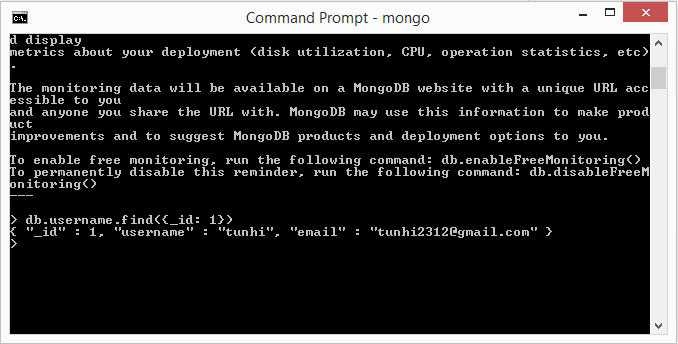 Command Prompt - mongo
d display
metrics about your deployment (disk utilization, CPU, operation statistics, etc)
.
The monitoring data will be available on a MongoDB website with a unique URL acc
essible to you
and anyone you share the URL with. MongoDB may use this information to make prod
uct
improvements and to suggest MongoDB products and deployment options to you.
To enable free monitoring, run the following command: db.enableFreeMonitoring()
To permanently disable this reminder, run the following command: db.disableFreeM
onitoring()
---
> db.username.find({_id: 1})
{ "_id" : 1, "username" : "tunhi", "email" : "tunhi2312@gmail.com" }
>